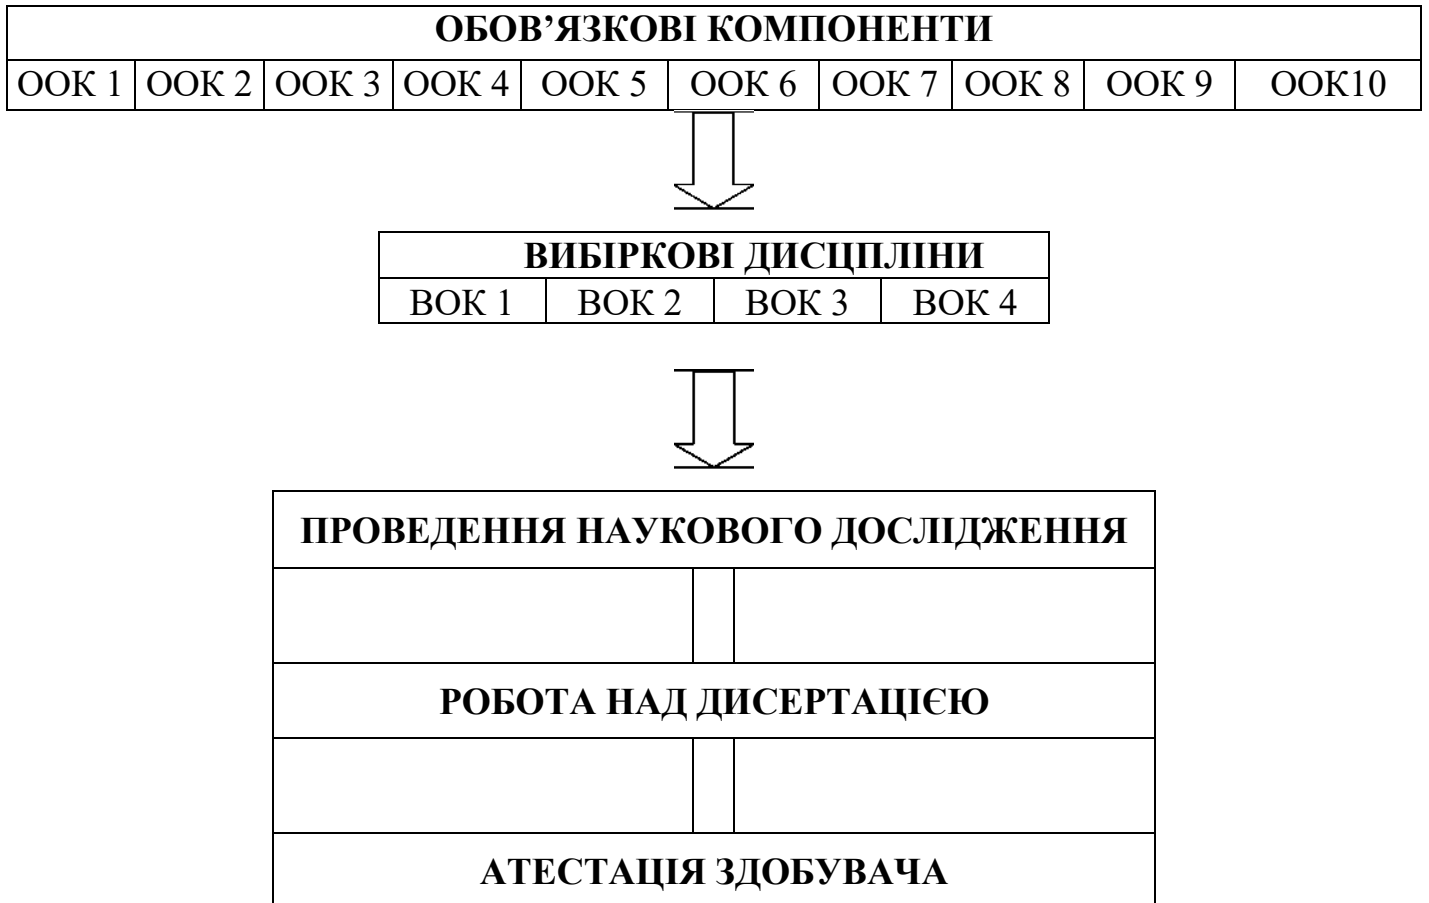 ОБОВ’ЯЗКОВІ КОМПОНЕНТИ
ООК 1 ООК 2 ООК 3 ООК 4 ООК 5 ООК 6 ООК 7 ООК 8 ООК 9 ООК10
ВИБІРКОВІ ДИСЦПЛІНИ
ВОК 1 ВОК 2 ВОК 3 ВОК 4
ПРОВЕДЕННЯ НАУКОВОГО ДОСЛІДЖЕННЯ
РОБОТА НАД ДИСЕРТАЦІЄЮ
АТЕСТАЦІЯ ЗДОБУВАЧА